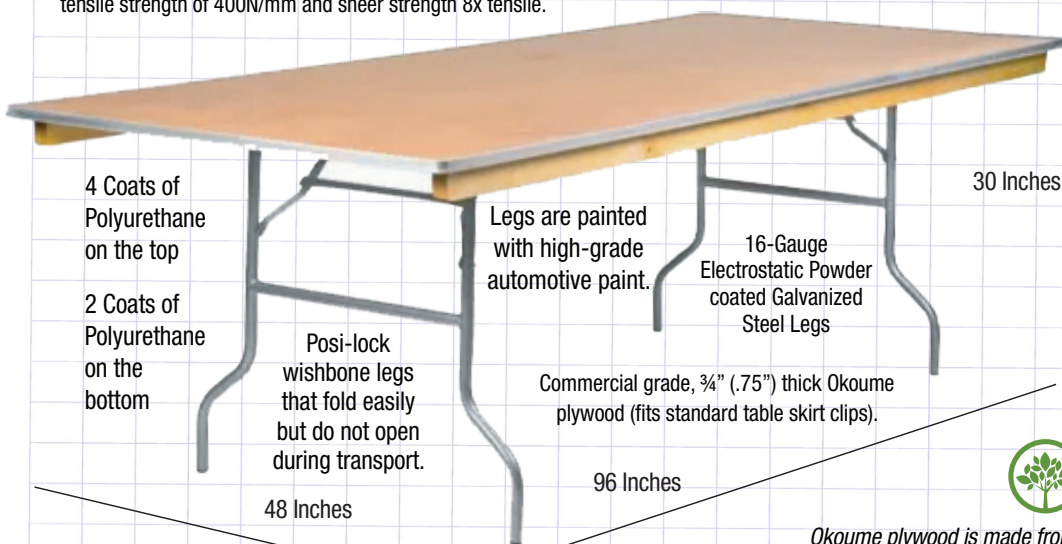 tensile strength of 400N/mm and sheer strength 8x tensile.
4 Coats of
Polyurethane
on the top
2 Coats of
Polyurethane
on the
bottom
Posi-lock
wishbone legs
that fold easily
but do not open
during transport.
Legs are painted
with high-grade
automotive paint.
16-Gauge
Electrostatic Powder
coated Galvanized
Steel Legs
30 Inches
Commercial grade, ¾” (.75”) thick Okoume
plywood (fits standard table skirt clips).
48 Inches
96 Inches
Okoume plywood is made fro